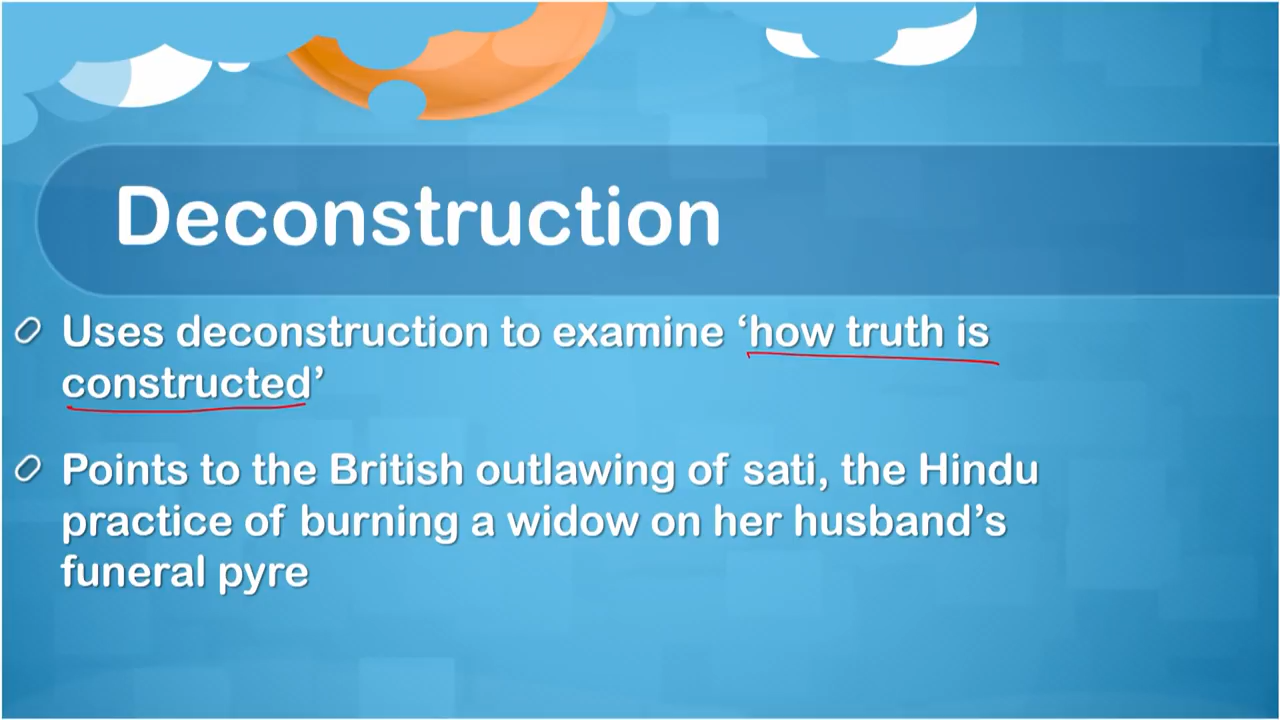 Deconstruction
Uses deconstruction to examine ‘how truth is
constructed’
Points to the British outlawing of sati, the Hindu
practice of burning a widow on her husband’s
funeral pyre